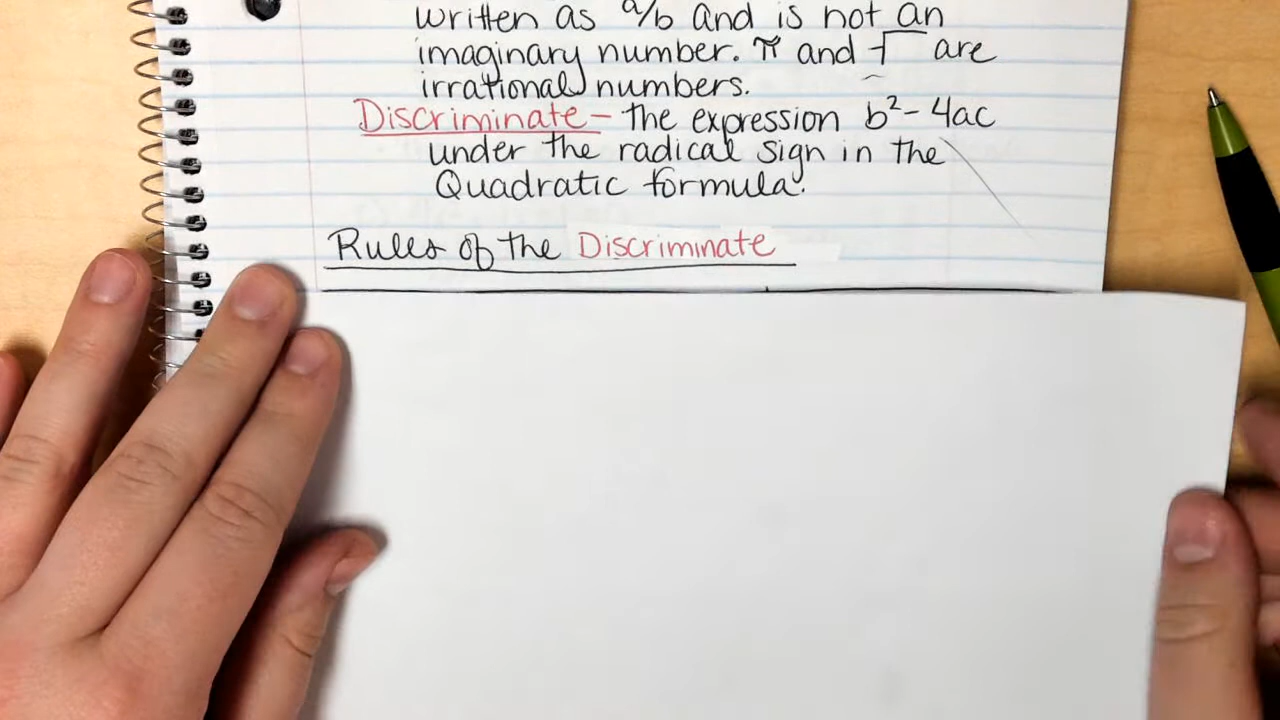 written as a/b and is not an
imaginary number. π and √ are
irrational numbers.
Discriminate - the expression b² - 4ac
under the radical sign in the
Quadratic formula.
Rules of the Discriminate